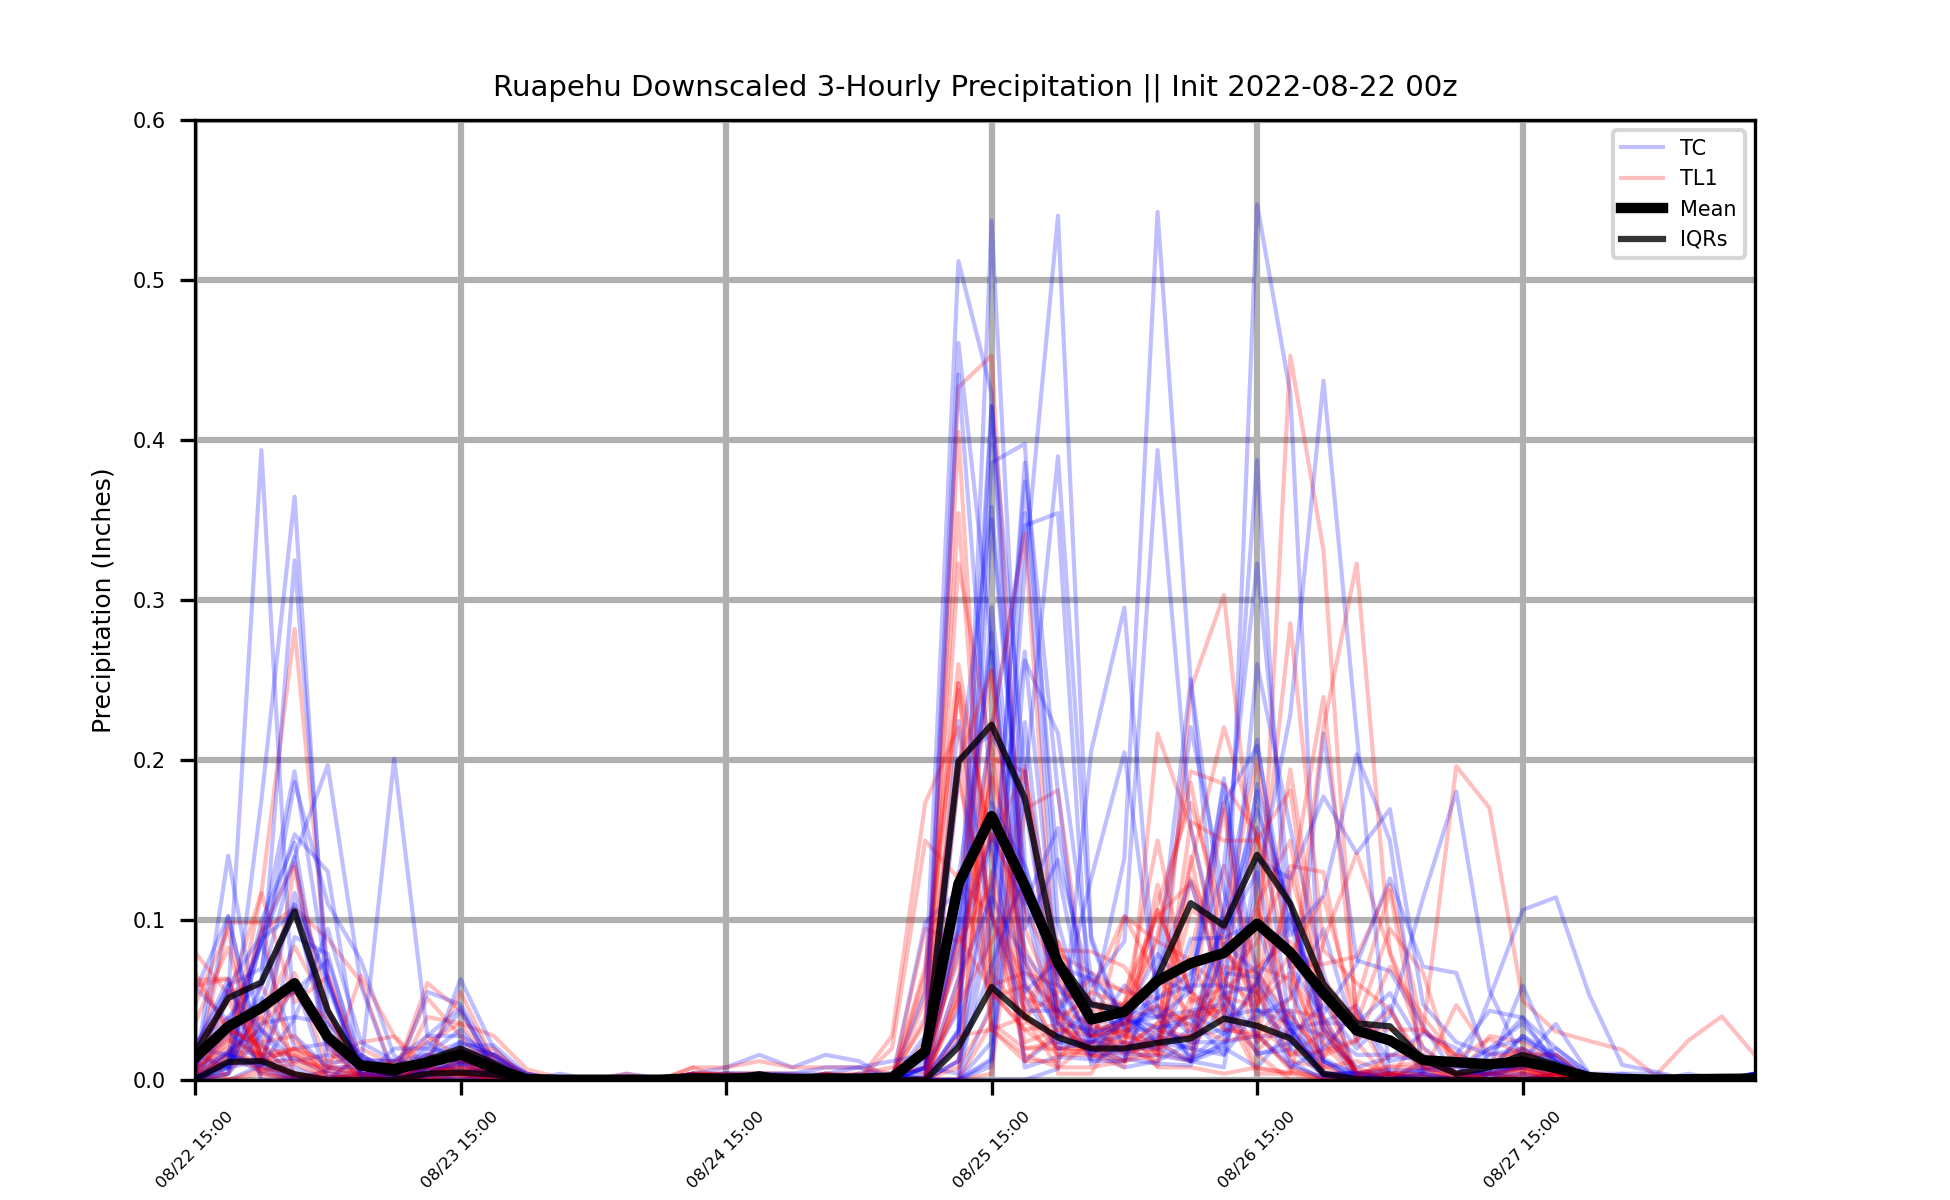 Ruapehu Downscaled 3-Hourly Precipitation || Init 2022-08-22 00z
TC
TL1
Mean
IQRs
Precipitation (Inches)
0.6
0.5
0.4
0.3
0.2
0.1
0.0
08/22 15:00
08/23 15:00
08/24 15:00
08/25 15:00
08/26 15:00
08/27 15:00